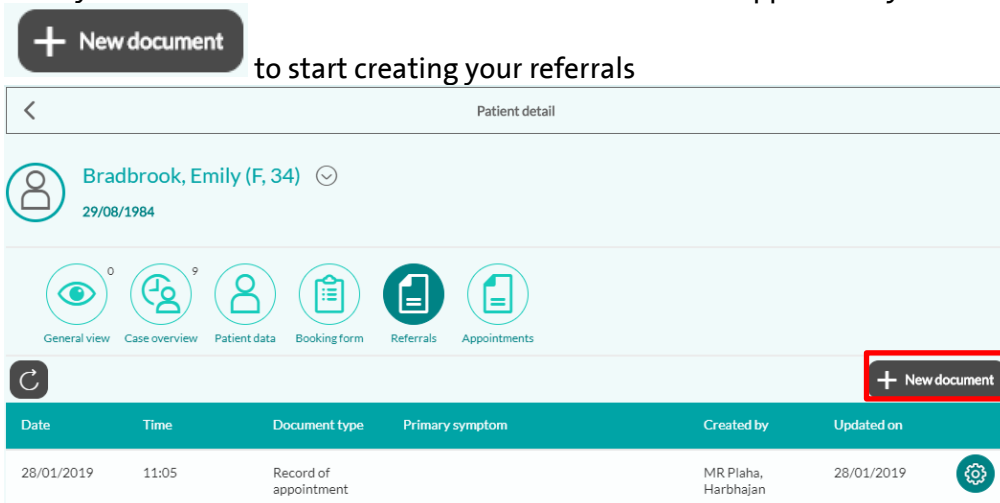 + New document
to start creating your referrals
Patient detail
Bradbrook, Emily (F, 34)
29/08/1984
0 9
General view Case overview Patient data Booking form Referrals Appointments
+ New document
Date Time Document type Primary symptom Created by Updated on
28/01/2019 11:05 Record of MR Plaha, 28/01/2019
appointment Harbhajan